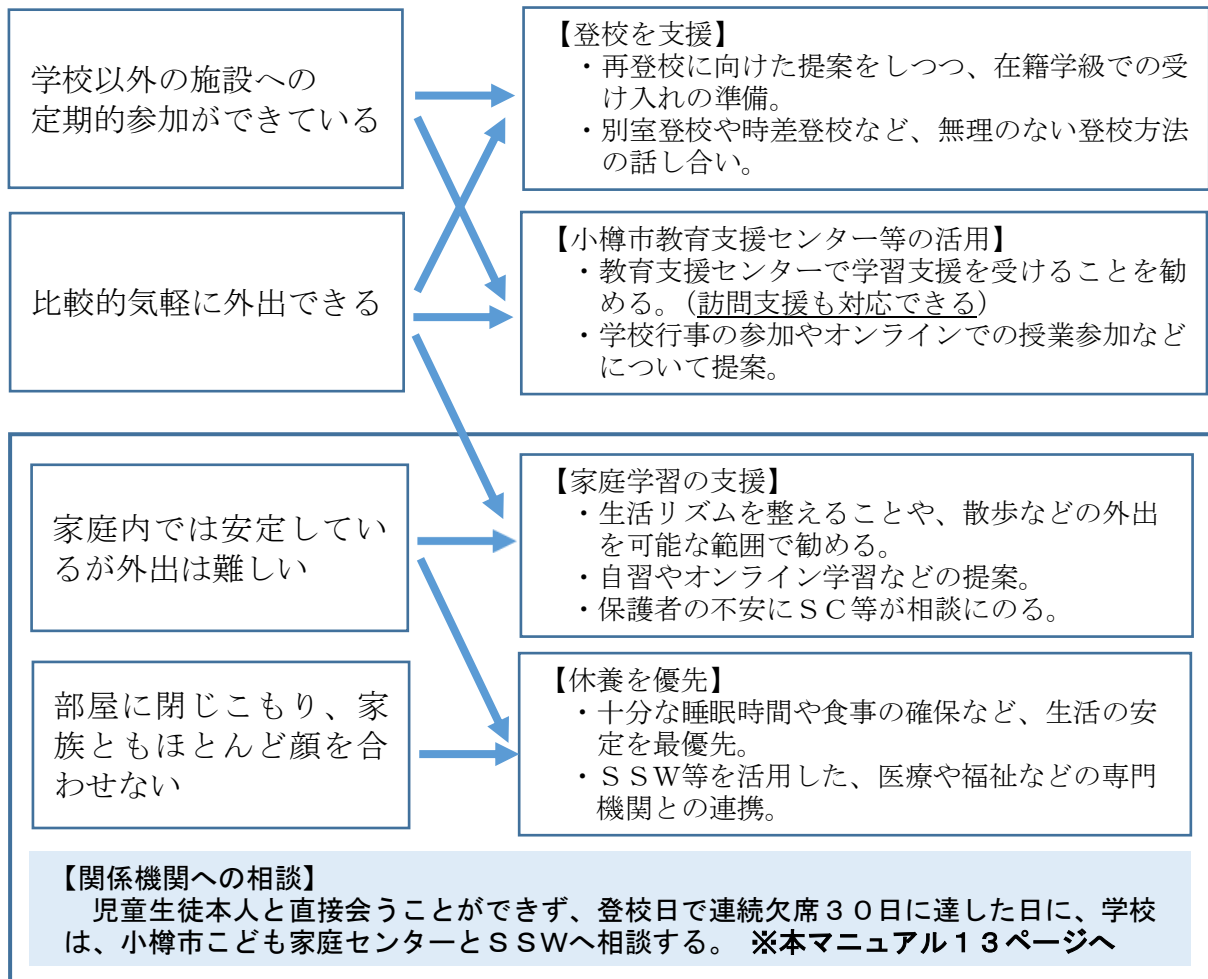 学校以外の施設への
定期的参加ができている
【登校を支援】
・再登校に向けた提案をしつつ、在籍学級での受
け入れの準備。
・別室登校や時差登校など、無理のない登校方法
の話し合い。
比較的気軽に外出できる
【小樽市教育支援センター等の活用】
・教育支援センターで学習支援を受けることを勧
める。（訪問支援も対応できる）
・学校行事の参加やオンラインでの授業参加など
について提案。
家庭内では安定してい
るが外出は難しい
【家庭学習の支援】
・生活リズムを整えることや、散歩などの外出
を可能な範囲で勧める。
・自習やオンライン学習などの提案。
・保護者の不安にＳＣ等が相談にのる。
部屋に閉じこもり、家
族ともほとんど顔を合
わせない
【休養を優先】
・十分な睡眠時間や食事の確保など、生活の安
定を最優先。
・ＳＳＷ等を活用した、医療や福祉などの専門
機関との連携。
【関係機関への相談】
児童生徒本人と直接会うことができず、登校日で連続欠席３０日に達した日に、学校
は、小樽市こども家庭センターとＳＳＷへ相談する。 ※本マニュアル１３ページへ